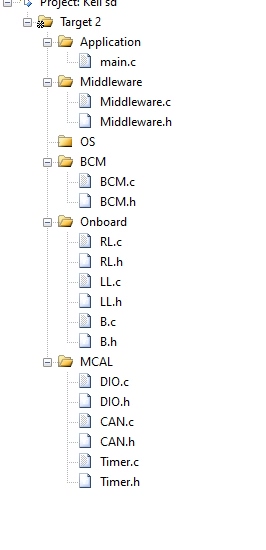 Project: Keil sd
Target 2
Application
main.c
Middleware
Middleware.c
Middleware.h
OS
BCM
BCM.c
BCM.h
Onboard
RL.c
RL.h
LL.c
LL.h
B.c
B.h
MCAL
DIO.c
DIO.h
CAN.c
CAN.h
Timer.c
Timer.h